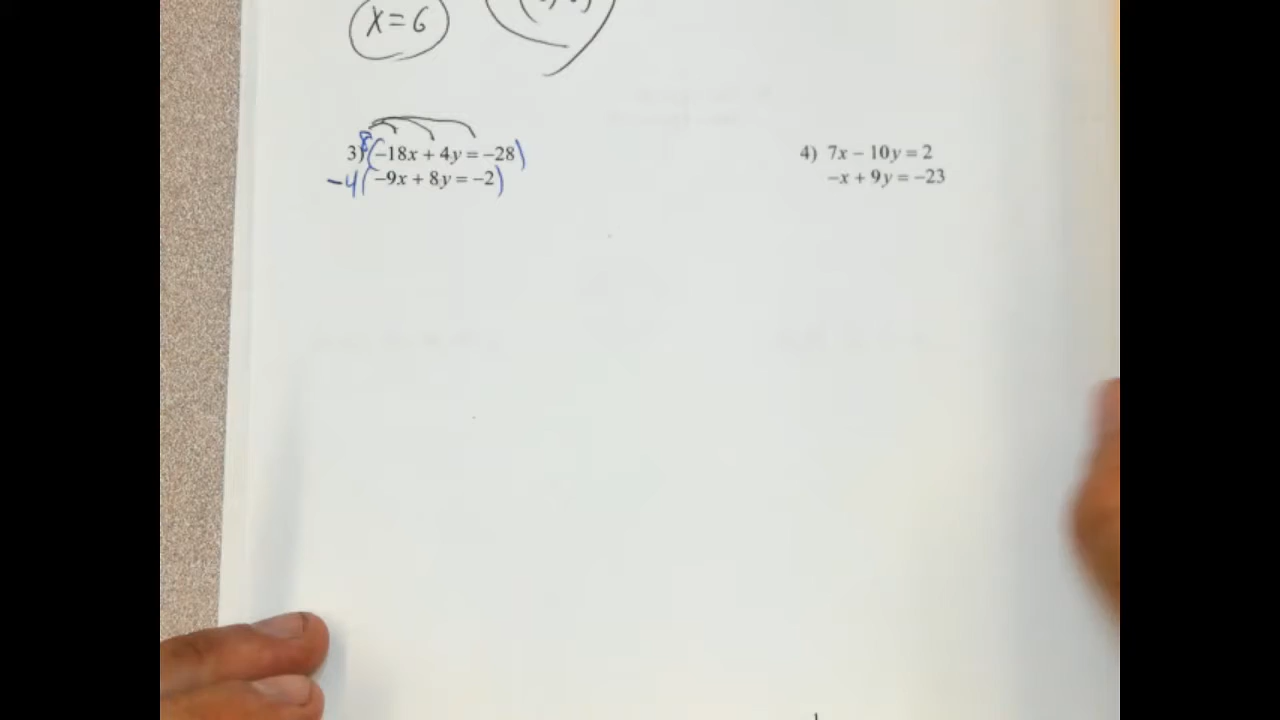 x = 6
3) 8(-18x + 4y = -28)
-4(-9x + 8y = -2)
4) 7x - 10y = 2
-x + 9y = -23